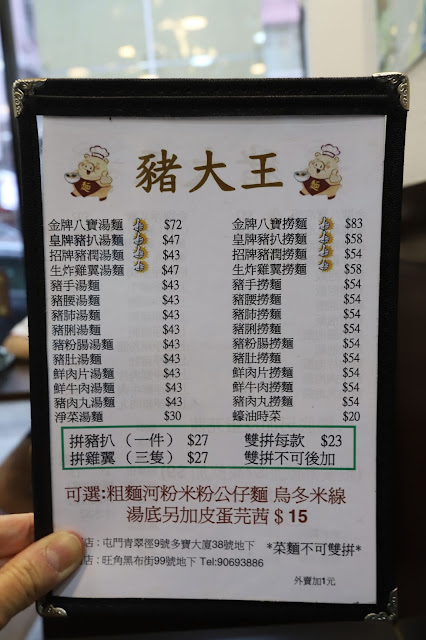 豬大王
金牌八寶湯麵 $72 金牌八寶撈麵 $83
皇牌豬扒湯麵 $47 皇牌豬扒撈麵 $58
招牌豬潤湯麵 $43 招牌豬潤撈麵 $54
生炸雞翼湯麵 $47 生炸雞翼撈麵 $58
豬手湯麵 $43 豬手撈麵 $54
豬腰湯麵 $43 豬腰撈麵 $54
豬肺湯麵 $43 豬肺撈麵 $54
豬脷湯麵 $43 豬脷撈麵 $54
豬粉腸湯麵 $43 豬粉腸撈麵 $54
豬肚湯麵 $43 豬肚撈麵 $54
鮮肉片湯麵 $43 鮮肉片撈麵 $54
鮮牛肉湯麵 $43 鮮牛肉撈麵 $54
豬肉丸湯麵 $43 豬肉丸撈麵 $54
淨菜湯麵 $30 蠔油時菜 $20
拼豬扒（一件） $27 雙拼每款 $23
拼雞翼（三隻） $27 雙拼不可後加
可選:粗麵河粉米粉公仔麵 烏冬米線
湯底另加皮蛋芫茜 $15
店：屯門青翠徑9號多寶大廈38號地下 *菜麵不可雙拼*
店：旺角黑布街99號地下 Tel:90693886
外賣加1元